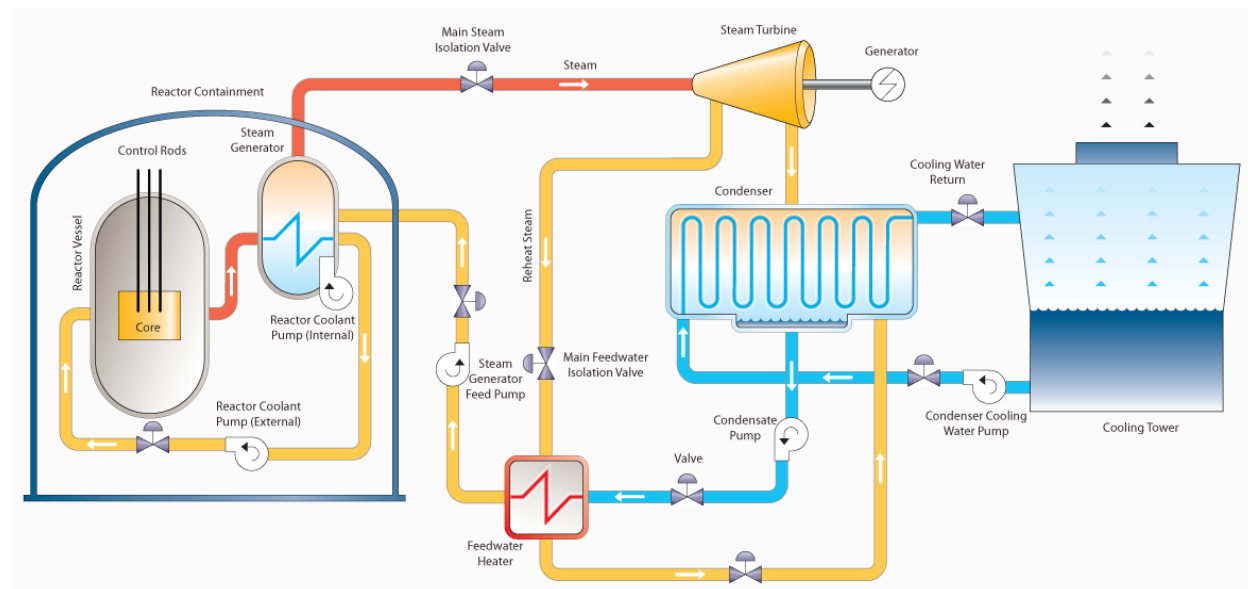 Main Steam
Isolation Valve
Steam Turbine
Generator
Steam
Reactor Containment
Steam
Generator
Control Rods
Reactor Vessel
Core
Reactor Coolant
Pump (Internal)
Reactor Coolant
Pump (External)
Reheat Steam
Steam
Generator
Feed Pump
Main Feedwater
Isolation Valve
Condenser
Cooling Water
Return
Condensate
Pump
Valve
Condenser Cooling
Water Pump
Cooling Tower
Feedwater
Heater